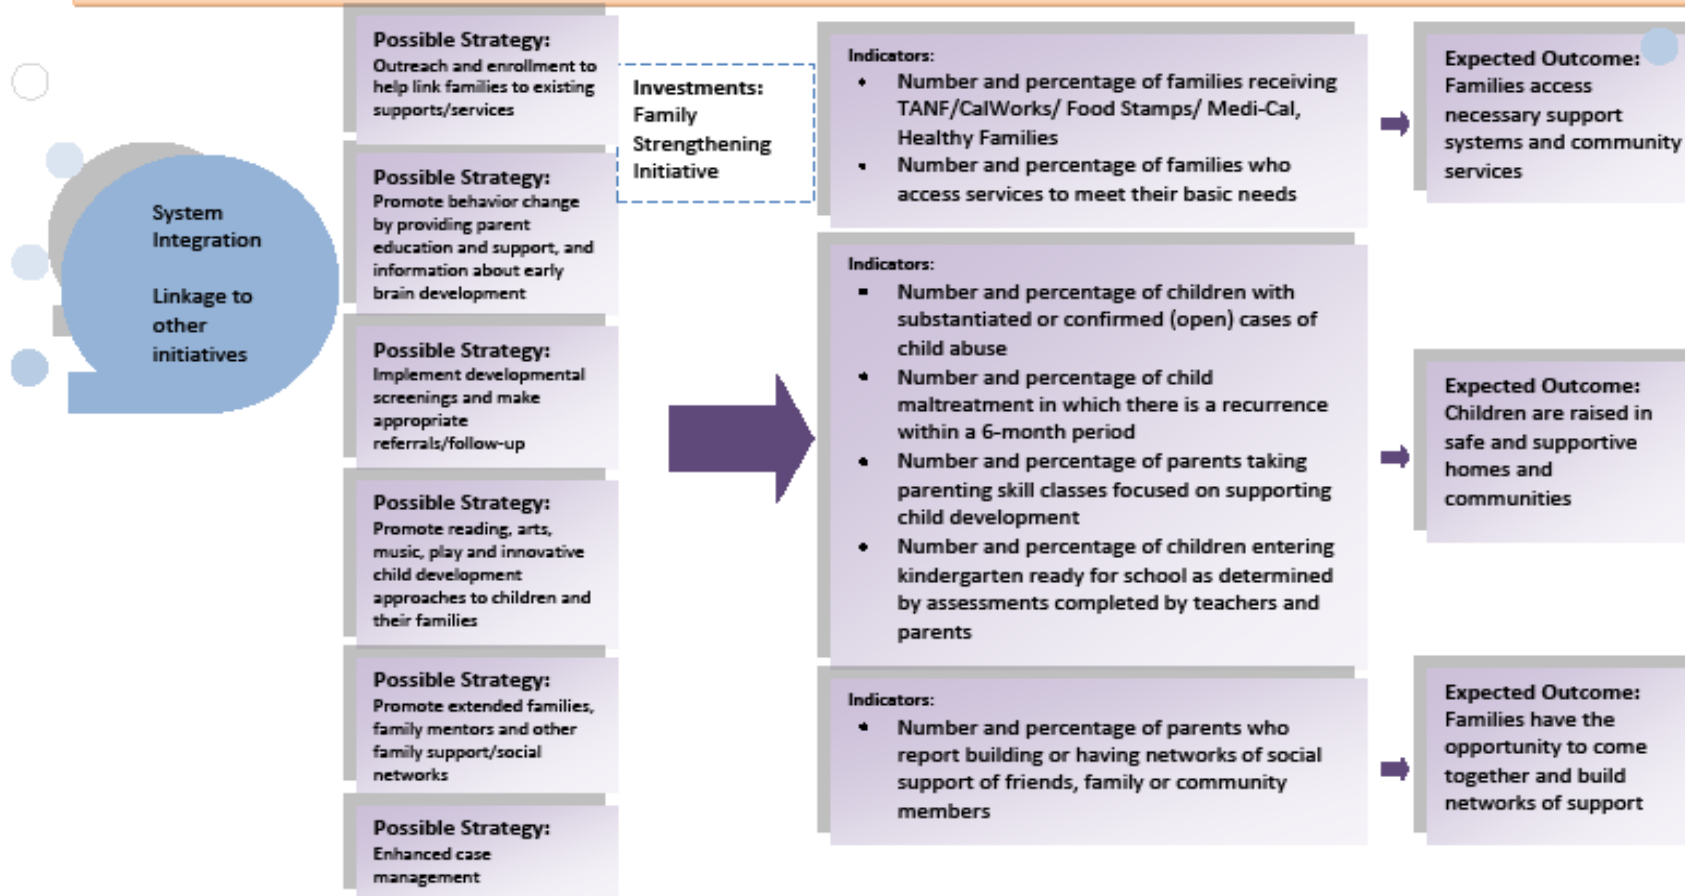 System
Integration
Linkage to
other
initiatives
Possible Strategy:
Outreach and enrollment to
help link families to existing
supports/services
Possible Strategy:
Promote behavior change
by providing parent
education and support, and
information about early
brain development
Possible Strategy:
Implement developmental
screenings and make
appropriate
referrals/follow-up
Possible Strategy:
Promote reading, arts,
music, play and innovative
child development
approaches to children and
their families
Possible Strategy:
Promote extended families,
family mentors and other
family support/social
networks
Possible Strategy:
Enhanced case
management
Investments:
Family
Strengthening
Initiative
Indicators:
• Number and percentage of families receiving
TANF/CalWorks/ Food Stamps/ Medi-Cal,
Healthy Families
• Number and percentage of families who
access services to meet their basic needs
Indicators:
▪ Number and percentage of children with
substantiated or confirmed (open) cases of
child abuse
• Number and percentage of child
maltreatment in which there is a recurrence
within a 6-month period
• Number and percentage of parents taking
parenting skill classes focused on supporting
child development
• Number and percentage of children entering
kindergarten ready for school as determined
by assessments completed by teachers and
parents
Indicators:
• Number and percentage of parents who
report building or having networks of social
support of friends, family or community
members
Expected Outcome:
Families access
necessary support
systems and community
services
Expected Outcome:
Children are raised in
safe and supportive
homes and
communities
Expected Outcome:
Families have the
opportunity to come
together and build
networks of support